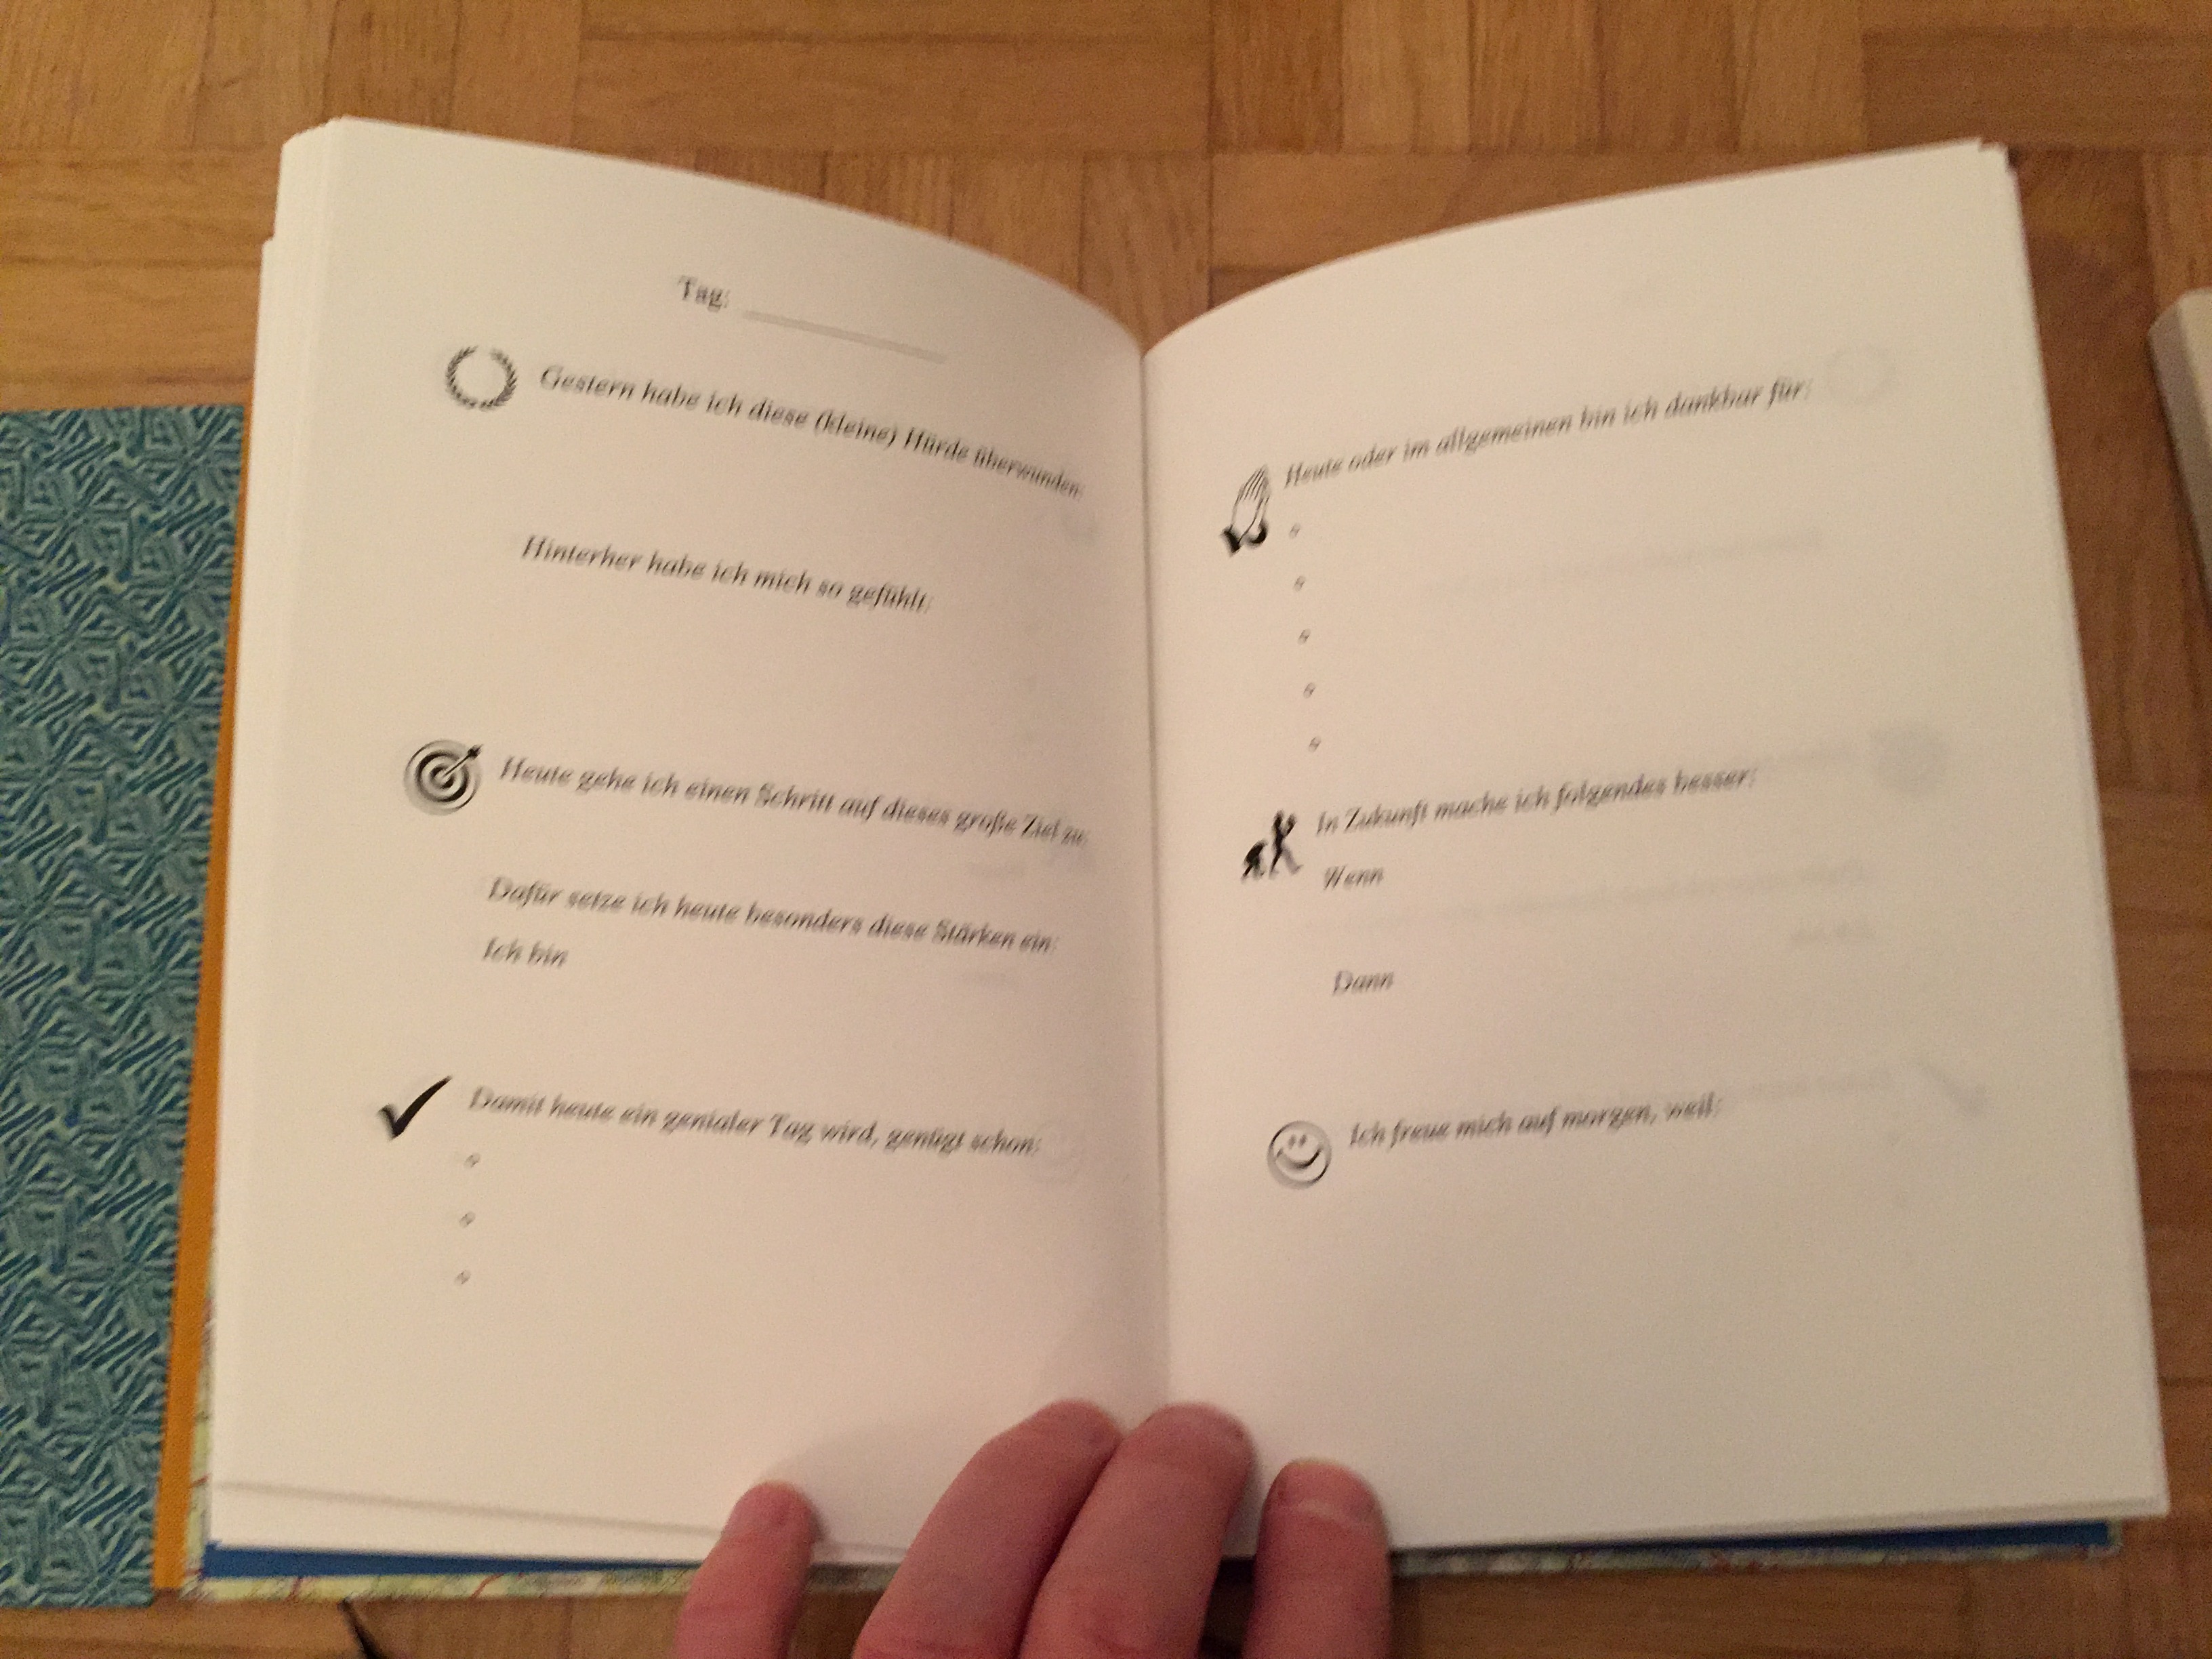 Tag:
Gestern habe ich diese (kleine) Hürde überwunden:
Hinterher habe ich mich so gefühlt:
Heute gehe ich einen Schritt auf dieses große Ziel zu:
Dafür setze ich heute besonders diese Stärken ein:
Ich bin
Damit heute ein genialer Tag wird, genügt schon:
Heute oder im allgemeinen bin ich dankbar für:
In Zukunft mache ich folgendes besser:
Wenn
Dann
Ich freue mich auf morgen, weil: